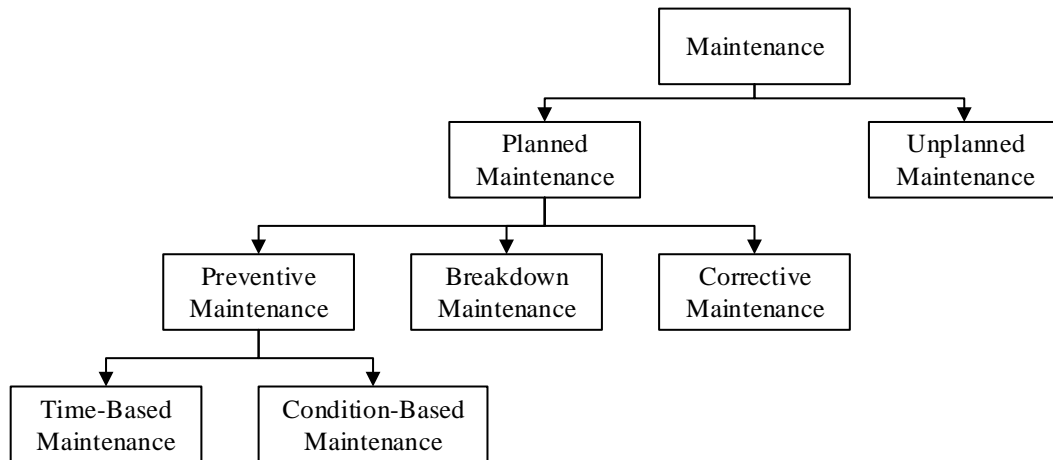 Maintenance
Planned
Maintenance
Unplanned
Maintenance
Preventive
Maintenance
Breakdown
Maintenance
Corrective
Maintenance
Time-Based
Maintenance
Condition-Based
Maintenance